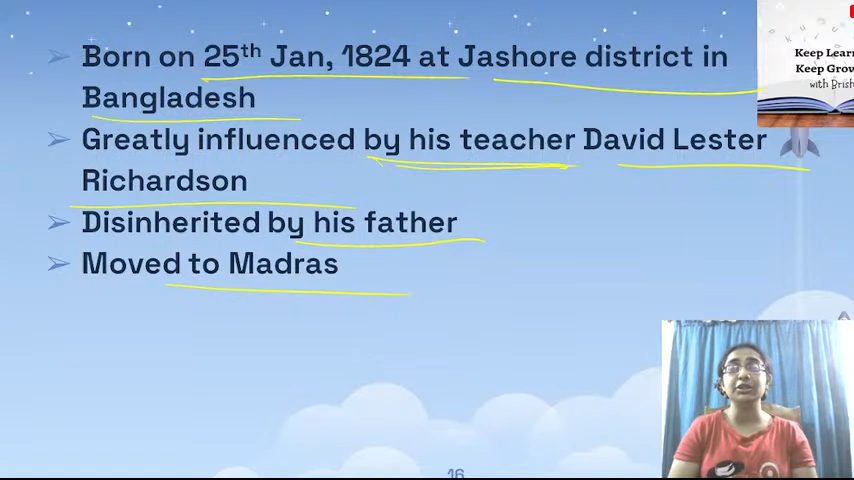 Born on 25th Jan, 1824 at Jashore district in
Bangladesh
Greatly influenced by his teacher David Lester
Richardson
Disinherited by his father
Moved to Madras
Keep Lear
Keep Grow
with Brish
16